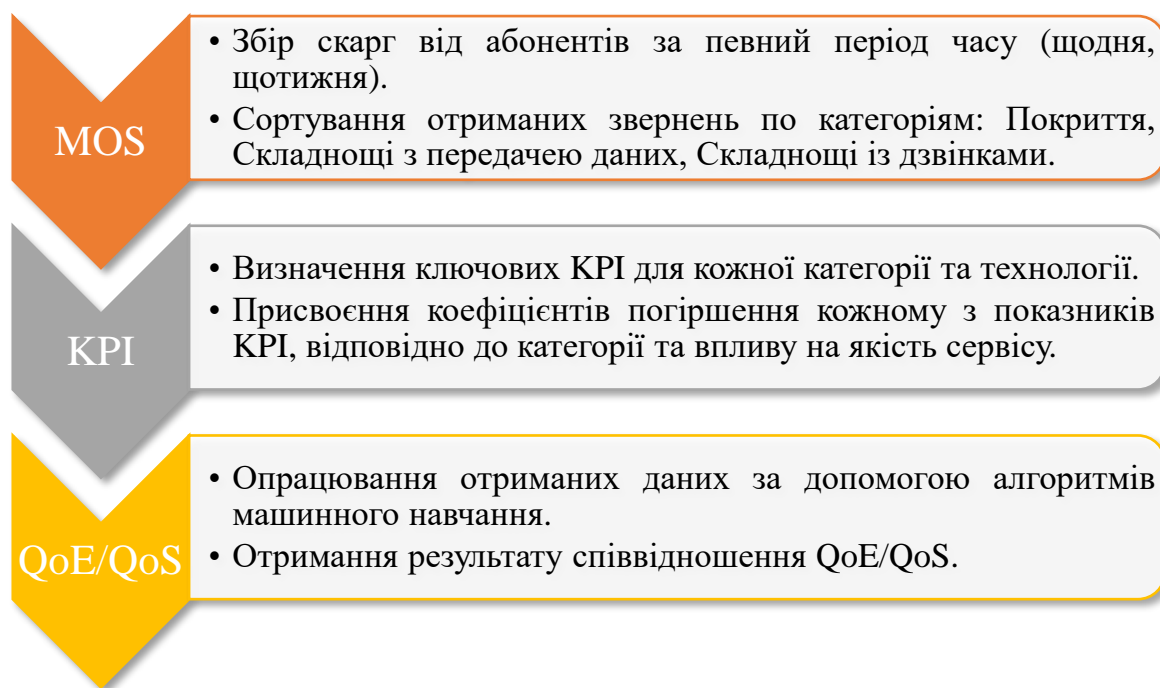 MOS
• Збір скарг від абонентів за певний період часу (щодня,
щотижня).
• Сортування отриманих звернень по категоріям: Покриття,
Складнощі з передачею даних, Складнощі із дзвінками.
KPI
• Визначення ключових KPI для кожної категорії та технології.
• Присвоєння коефіцієнтів погіршення кожному з показників
KPI, відповідно до категорії та впливу на якість сервісу.
QoE/QoS
• Опрацювання отриманих даних за допомогою алгоритмів
машинного навчання.
• Отримання результату співвідношення QoE/QoS.